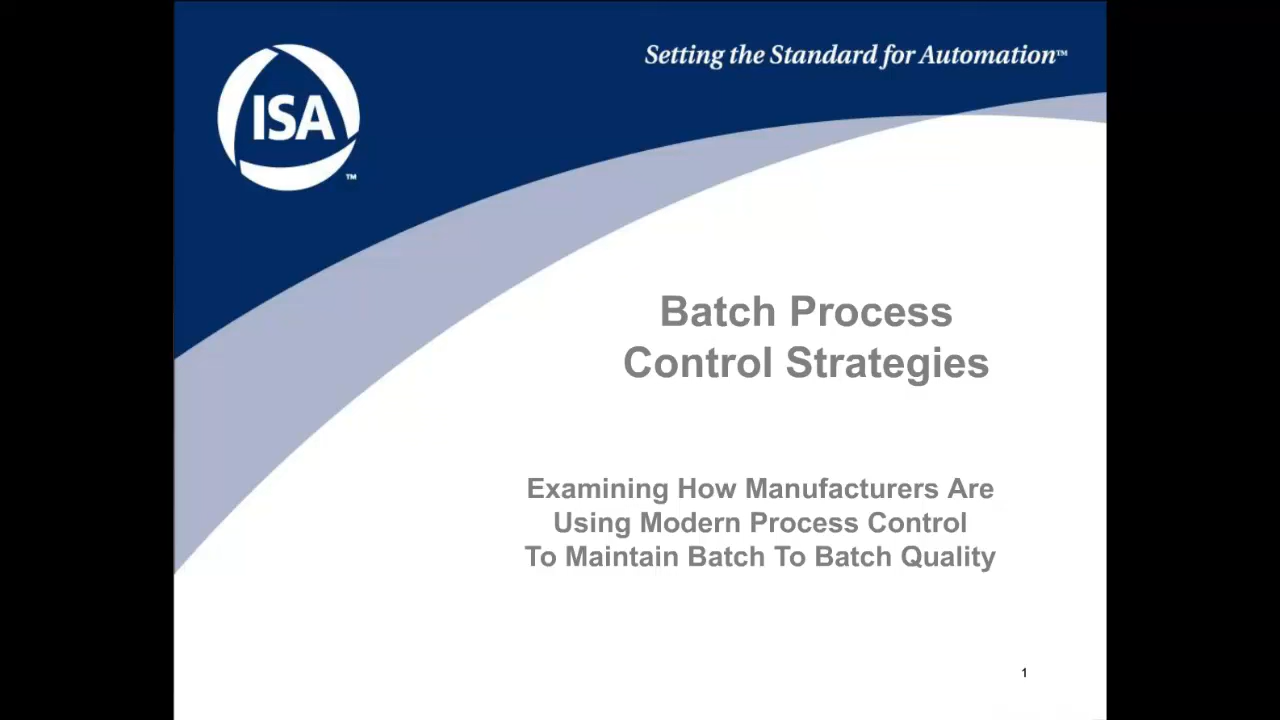 Setting the Standard for Automation™
ISA
™
Batch Process
Control Strategies
Examining How Manufacturers Are
Using Modern Process Control
To Maintain Batch To Batch Quality
1